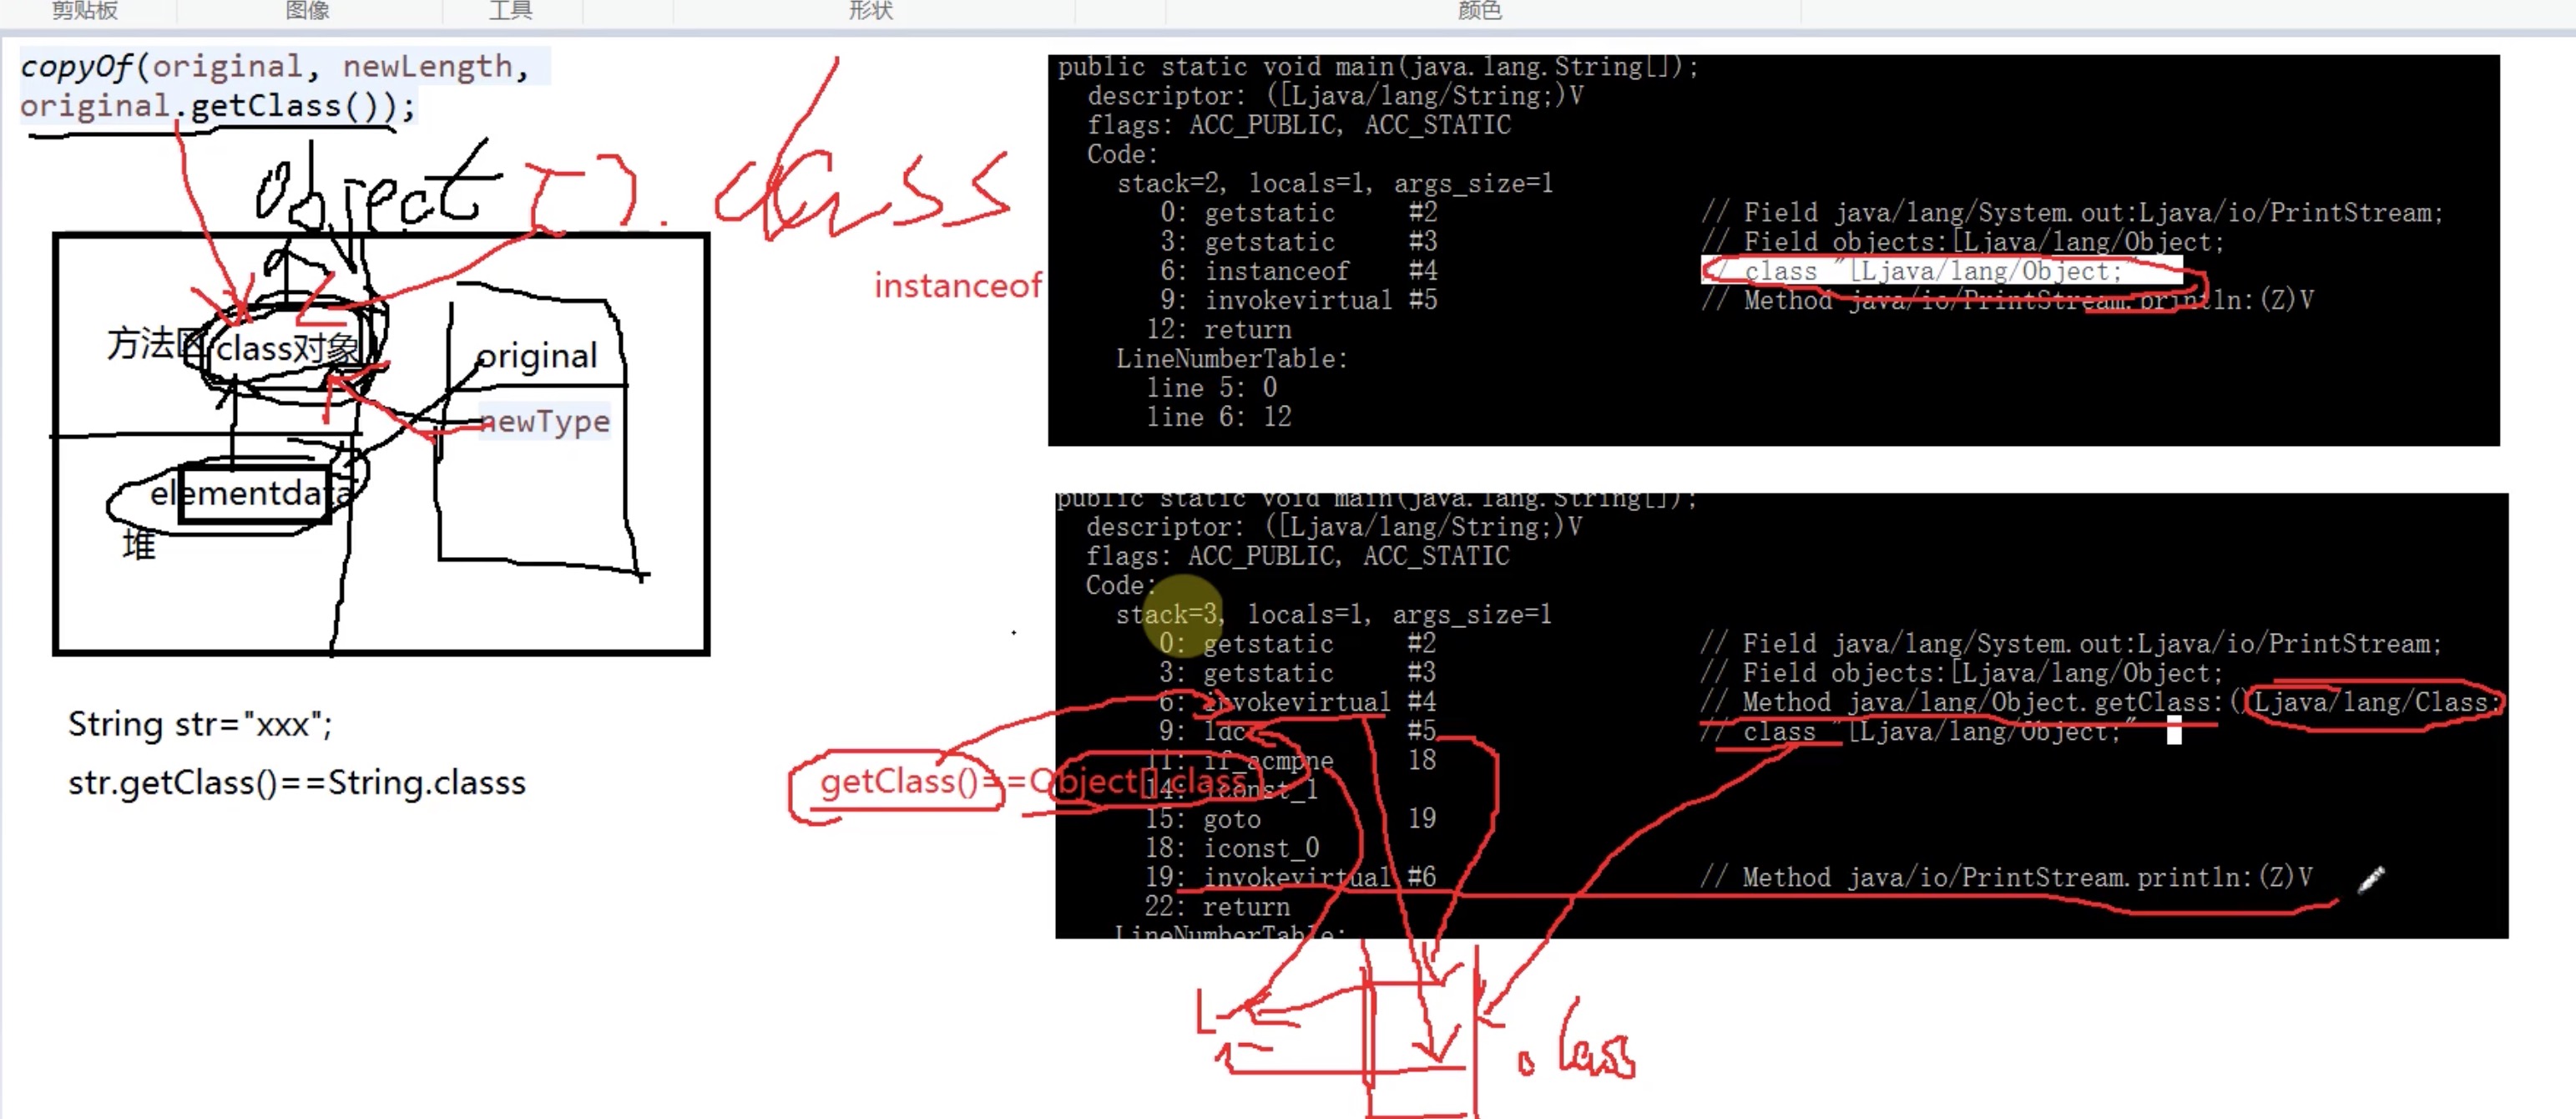 剪贴板 图像 工具 形状 颜色
copyOf(original, newLength,
original.getClass());
object [].class
instanceof
方法区 class对象
original
newType
elementdata
堆
String str="xxx";
str.getClass()==String.classs
public static void main(java.lang.String[]);
descriptor: ([Ljava/lang/String;)V
flags: ACC_PUBLIC, ACC_STATIC
Code:
stack=2, locals=1, args_size=1
0: getstatic #2 // Field java/lang/System.out:Ljava/io/PrintStream;
3: getstatic #3 // Field objects:[Ljava/lang/Object;
6: instanceof #4 // class "[Ljava/lang/Object;"
9: invokevirtual #5 // Method java/io/PrintStream.println:(Z)V
12: return
LineNumberTable:
line 5: 0
line 6: 12
public static void main(java.lang.String[]);
descriptor: ([Ljava/lang/String;)V
flags: ACC_PUBLIC, ACC_STATIC
Code:
stack=3, locals=1, args_size=1
0: getstatic #2 // Field java/lang/System.out:Ljava/io/PrintStream;
3: getstatic #3 // Field objects:[Ljava/lang/Object;
6: invokevirtual #4 // Method java/lang/Object.getClass:()Ljava/lang/Class;
9: ldc #5 // class "[Ljava/lang/Object;"
11: if_acmpne 18
getClass()==Object[].class
14: iconst_1
15: goto 19
18: iconst_0
19: invokevirtual #6 // Method java/io/PrintStream.println:(Z)V
22: return
LineNumberTable: